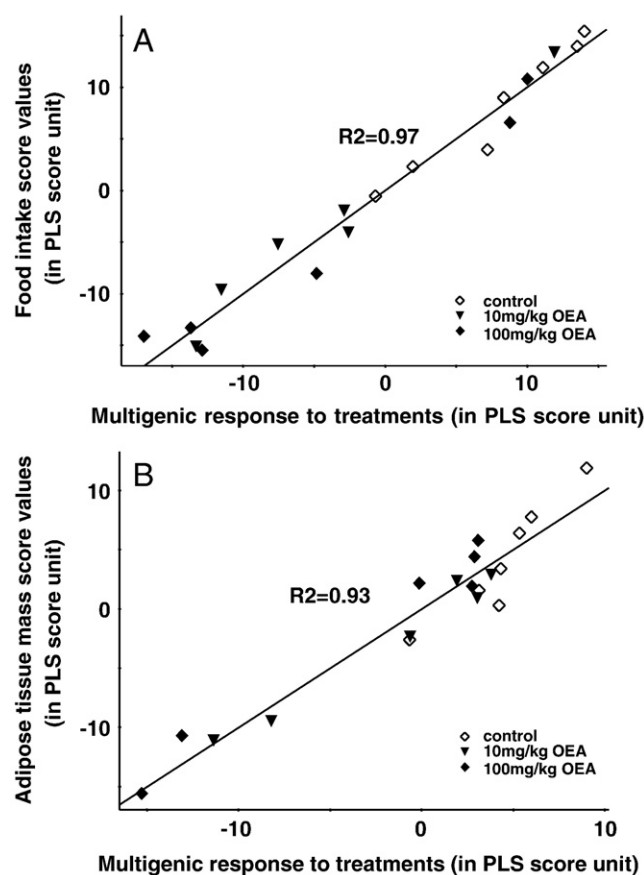 A
Food intake score values
(in PLS score unit)
10
0
-10
R2=0.97
control
10mg/kg OEA
100mg/kg OEA
-10
0
10
Multigenic response to treatments (in PLS score unit)
B
Adipose tissue mass score values
(in PLS score unit)
10
0
-10
R2=0.93
control
10mg/kg OEA
100mg/kg OEA
-10
0
10
Multigenic response to treatments (in PLS score unit)